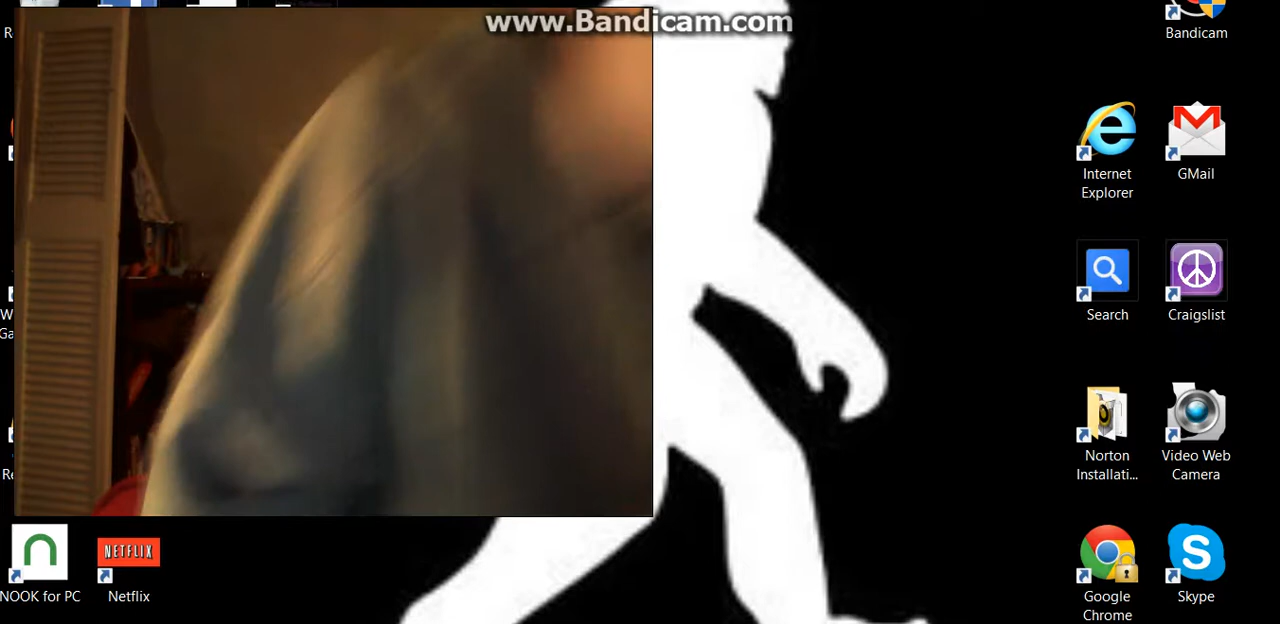 www.Bandicam.com
Bandicam
Internet
Explorer
GMail
Search
Craigslist
Norton
Installati...
Video Web
Camera
NOOK for PC
NETFLIX
Netflix
Google
Chrome
Skype